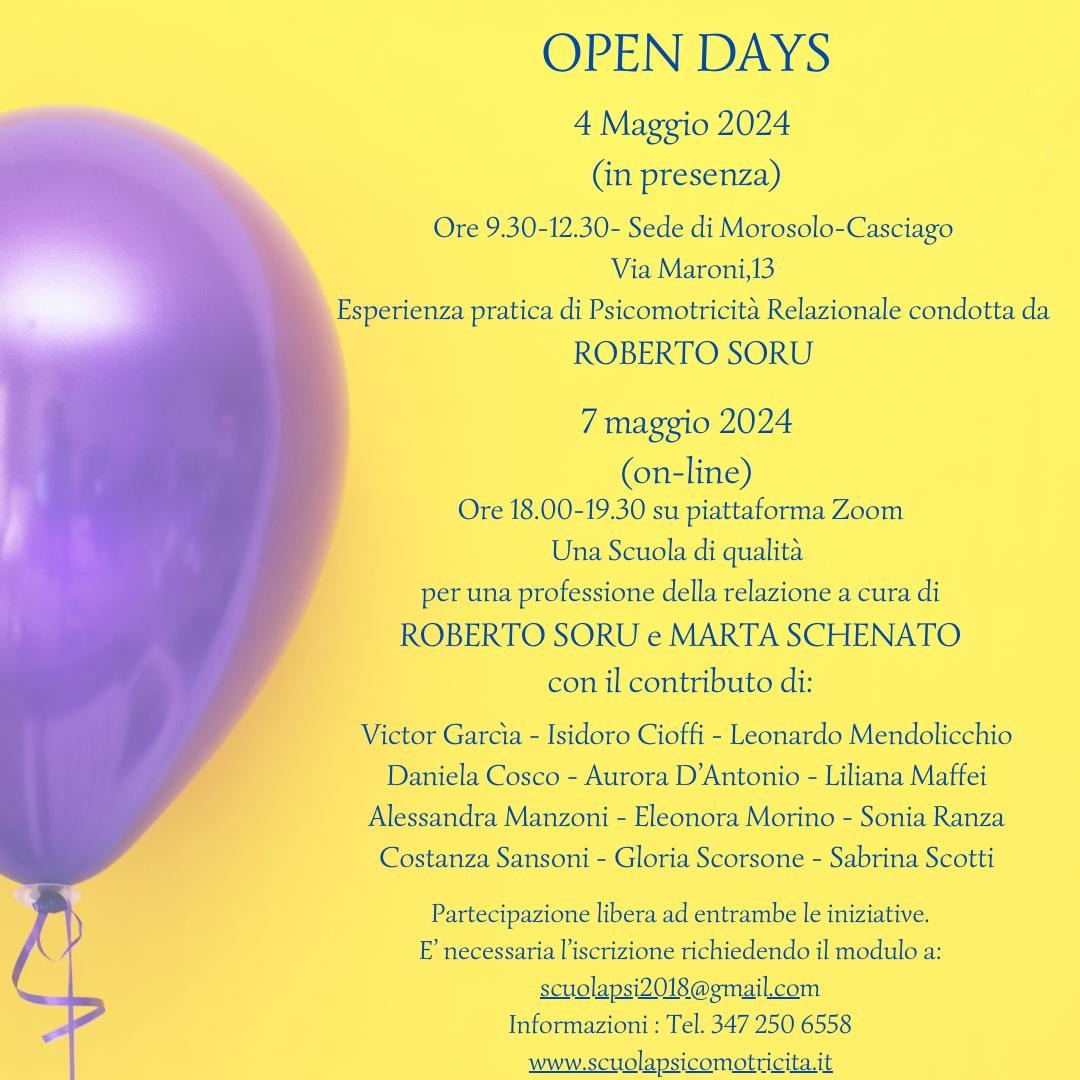 OPEN DAYS
4 Maggio 2024
(in presenza)
Ore 9.30-12.30- Sede di Morosolo-Casciago
Via Maroni,13
Esperienza pratica di Psicomotricità Relazionale condotta da
ROBERTO SORU
7 maggio 2024
(on-line)
Ore 18.00-19.30 su piattaforma Zoom
Una Scuola di qualità
per una professione della relazione a cura di
ROBERTO SORU e MARTA SCHENATO
con il contributo di:
Victor Garcìa - Isidoro Cioffi - Leonardo Mendolicchio
Daniela Cosco - Aurora D’Antonio - Liliana Maffei
Alessandra Manzoni - Eleonora Morino - Sonia Ranza
Costanza Sansoni - Gloria Scorsone - Sabrina Scotti
Partecipazione libera ad entrambe le iniziative.
E’ necessaria l’iscrizione richiedendo il modulo a:
scuolapsi2018@gmail.com
Informazioni : Tel. 347 250 6558
www.scuolapsicomotricita.it